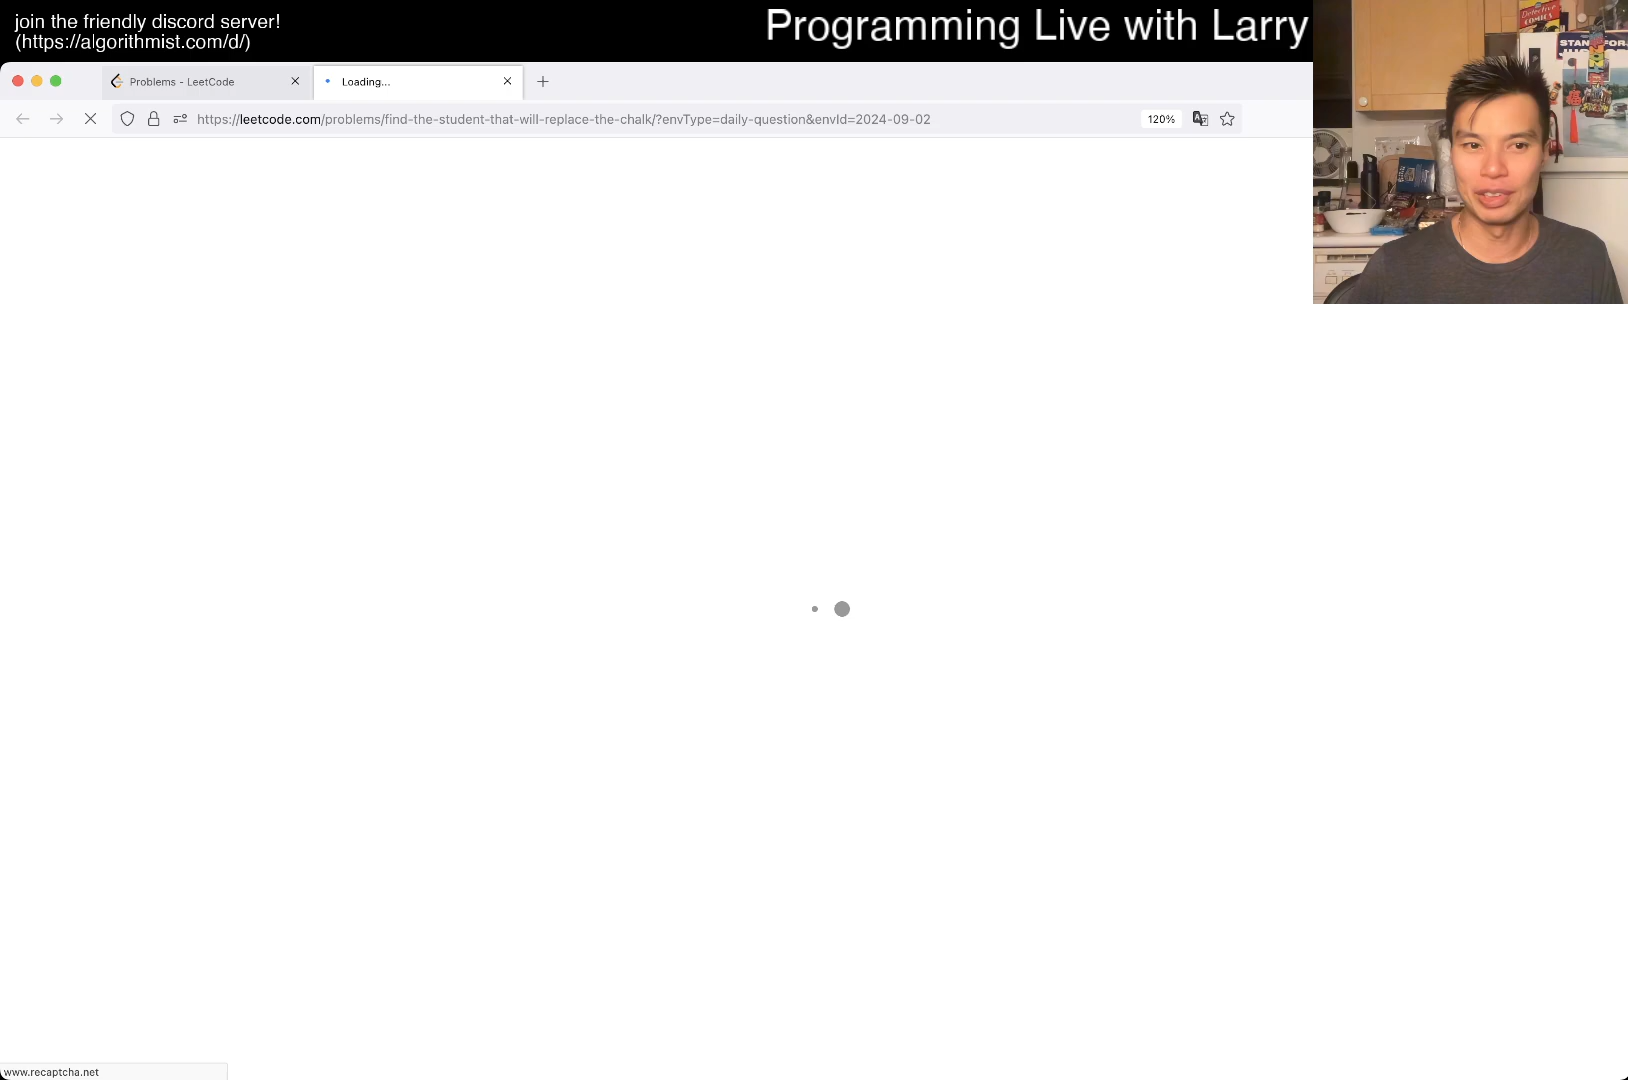 join the friendly discord server!
(https://algorithmist.com/d/)
Programming Live with Larry
Problems - LeetCode
Loading...
https://leetcode.com/problems/find-the-student-that-will-replace-the-chalk/?envType=daily-question&envId=2024-09-02
120%
www.recaptcha.net